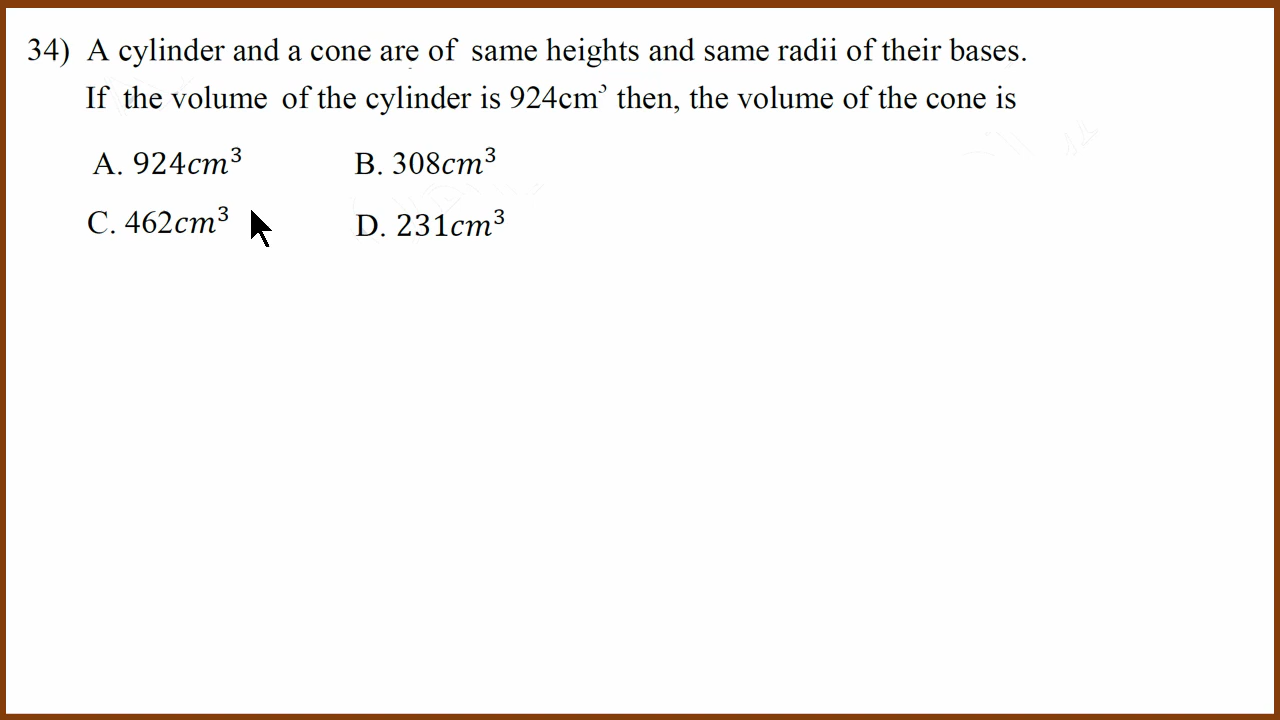 34) A cylinder and a cone are of same heights and same radii of their bases.
If the volume of the cylinder is 924cm³ then, the volume of the cone is
A. 924cm³ B. 308cm³
C. 462cm³ D. 231cm³